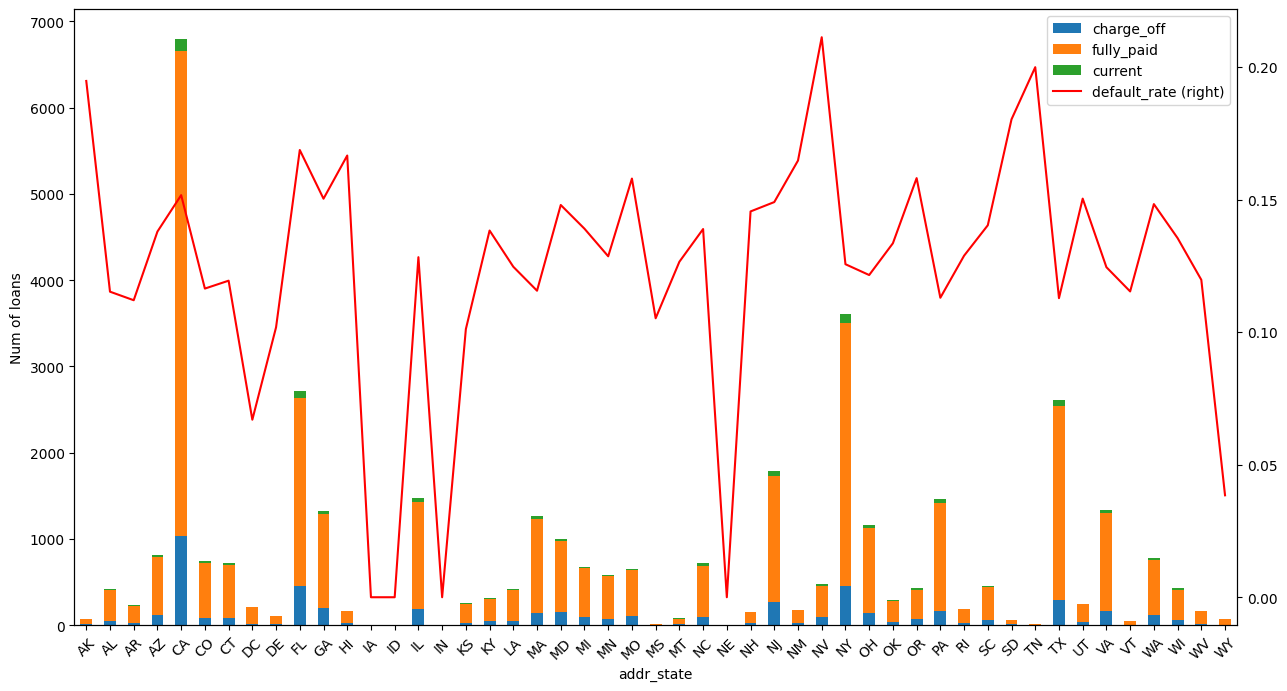 7000
6000
5000
4000
3000
2000
1000
0
Num of loans
charge_off
fully_paid
current
default_rate (right)
0.20
0.15
0.10
0.05
0.00
AK AL AR AZ CA CO CT DC DE FL GA HI IA ID IL IN KS KY LA MA MD MI MN MO MS MT NC NE NH NJ NM NV NY OH OK OR PA RI SC SD TN TX UT VA VT WA WI WV WY
addr_state